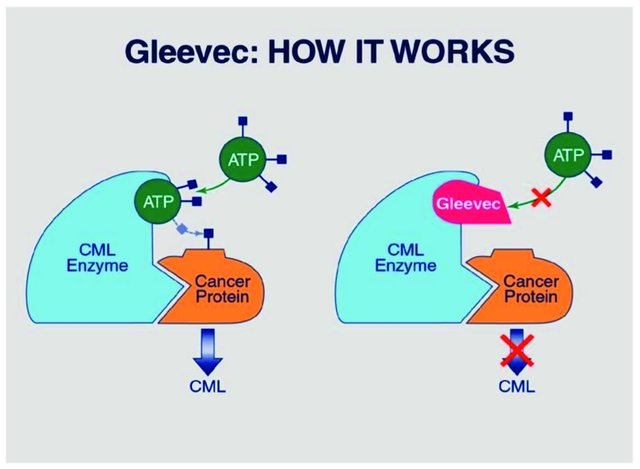 Gleevec: HOW IT WORKS
ATP
ATP
CML
Enzyme
Cancer
Protein
CML
ATP
Gleevec
CML
Enzyme
Cancer
Protein
CML